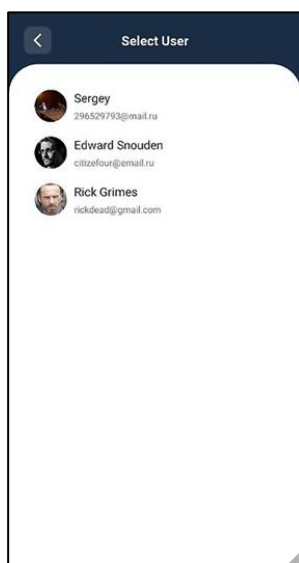 Select User
Sergey
296529793@mail.ru
Edward Snouden
citizefour@email.ru
Rick Grimes
rickdead@gmail.com